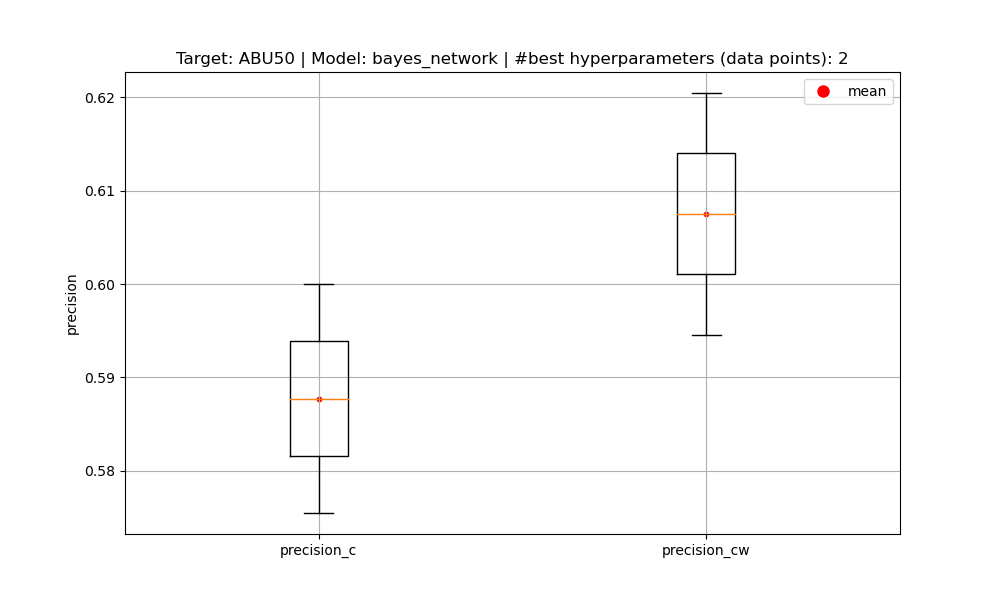 Target: ABU50 | Model: bayes_network | #best hyperparameters (data points): 2
mean
0.62
0.61
0.60
0.59
0.58
precision
precision_c
precision_cw